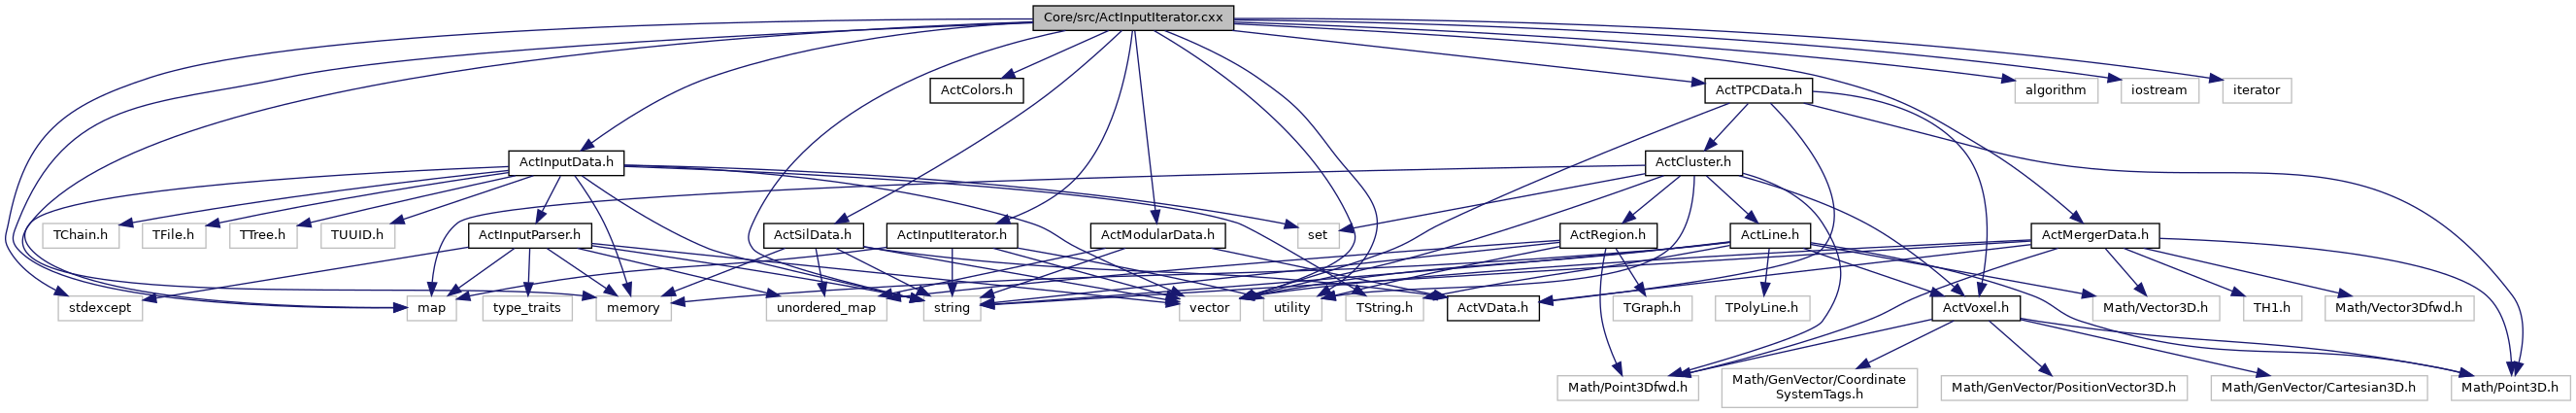 Core/src/ActInputIterator.cxx
ActColors.h
ActTPCData.h
algorithm
iostream
iterator
ActInputData.h
ActCluster.h
TChain.h
TFile.h
TTree.h
TUUID.h
ActInputParser.h
ActSilData.h
ActInputIterator.h
ActModularData.h
set
ActRegion.h
ActLine.h
ActMergerData.h
stdexcept
map
type_traits
memory
unordered_map
string
vector
utility
TString.h
ActVData.h
TGraph.h
TPolyLine.h
ActVoxel.h
Math/Vector3D.h
TH1.h
Math/Vector3Dfwd.h
Math/Point3Dfwd.h
Math/GenVector/Coordinate
SystemTags.h
Math/GenVector/PositionVector3D.h
Math/GenVector/Cartesian3D.h
Math/Point3D.h